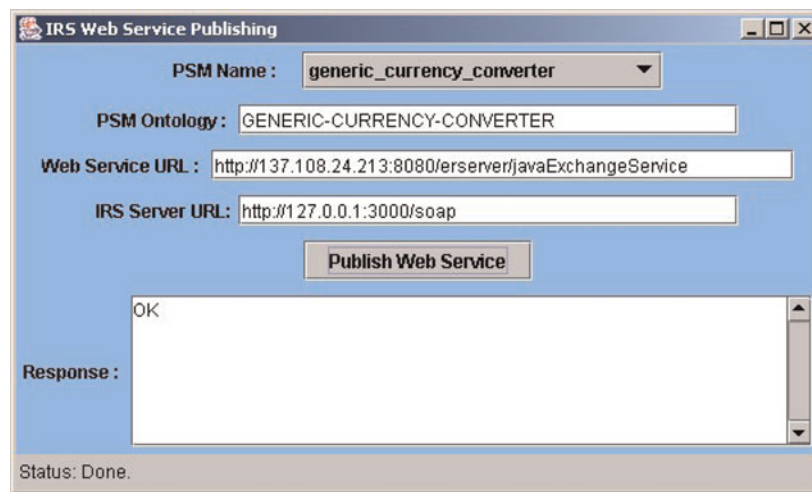 IRS Web Service Publishing
PSM Name : generic_currency_converter
PSM Ontology : GENERIC-CURRENCY-CONVERTER
Web Service URL : http://137.108.24.213:8080/erserver/javaExchangeService
IRS Server URL: http://127.0.0.1:3000/soap
Publish Web Service
OK
Response :
Status: Done.